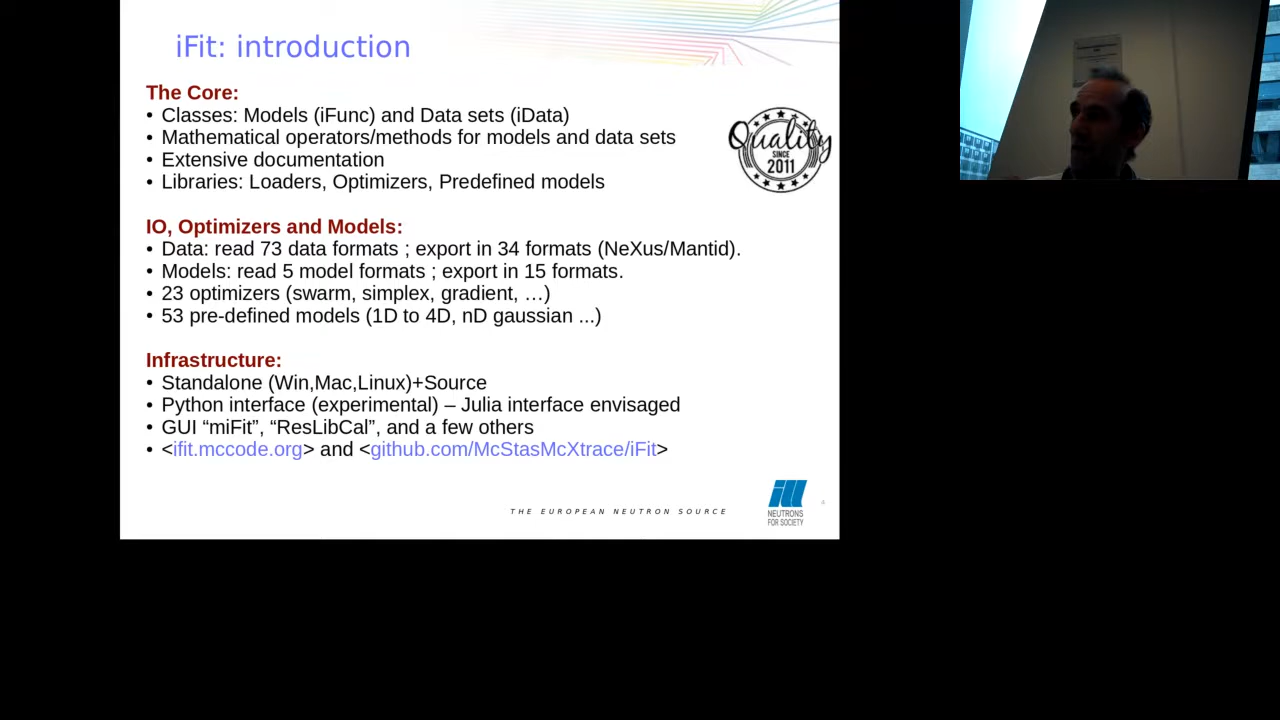 iFit: introduction
The Core:
• Classes: Models (iFunc) and Data sets (iData)
• Mathematical operators/methods for models and data sets
• Extensive documentation
• Libraries: Loaders, Optimizers, Predefined models
Quality
SINCE
2011
IO, Optimizers and Models:
• Data: read 73 data formats ; export in 34 formats (NeXus/Mantid).
• Models: read 5 model formats ; export in 15 formats.
• 23 optimizers (swarm, simplex, gradient, …)
• 53 pre-defined models (1D to 4D, nD gaussian ...)
Infrastructure:
• Standalone (Win,Mac,Linux)+Source
• Python interface (experimental) – Julia interface envisaged
• GUI “miFit”, “ResLibCal”, and a few others
• <ifit.mccode.org> and <github.com/McStasMcXtrace/iFit>
THE EUROPEAN NEUTRON SOURCE
ill
NEUTRONS
FOR SOCIETY